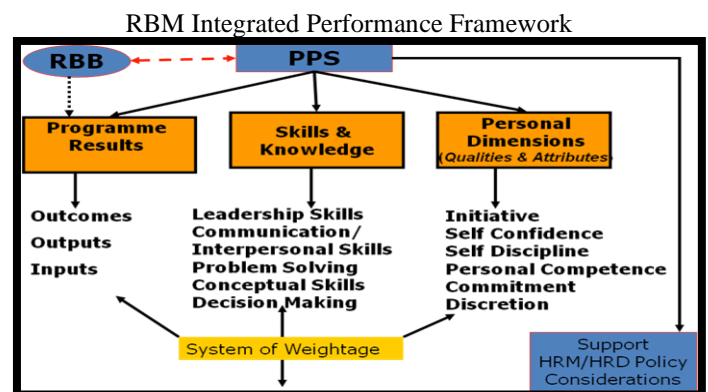 RBM Integrated Performance Framework
RBB
PPS
Programme
Results
Skills &
Knowledge
Personal
Dimensions
(Qualities & Attributes)
Outcomes
Outputs
Inputs
Leadership Skills
Communication/
Interpersonal Skills
Problem Solving
Conceptual Skills
Decision Making
Initiative
Self Confidence
Self Discipline
Personal Competence
Commitment
Discretion
System of Weightage
Support
HRM/HRD Policy
Considerations